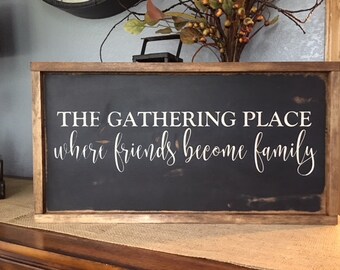 THE GATHERING PLACE
where friends become family